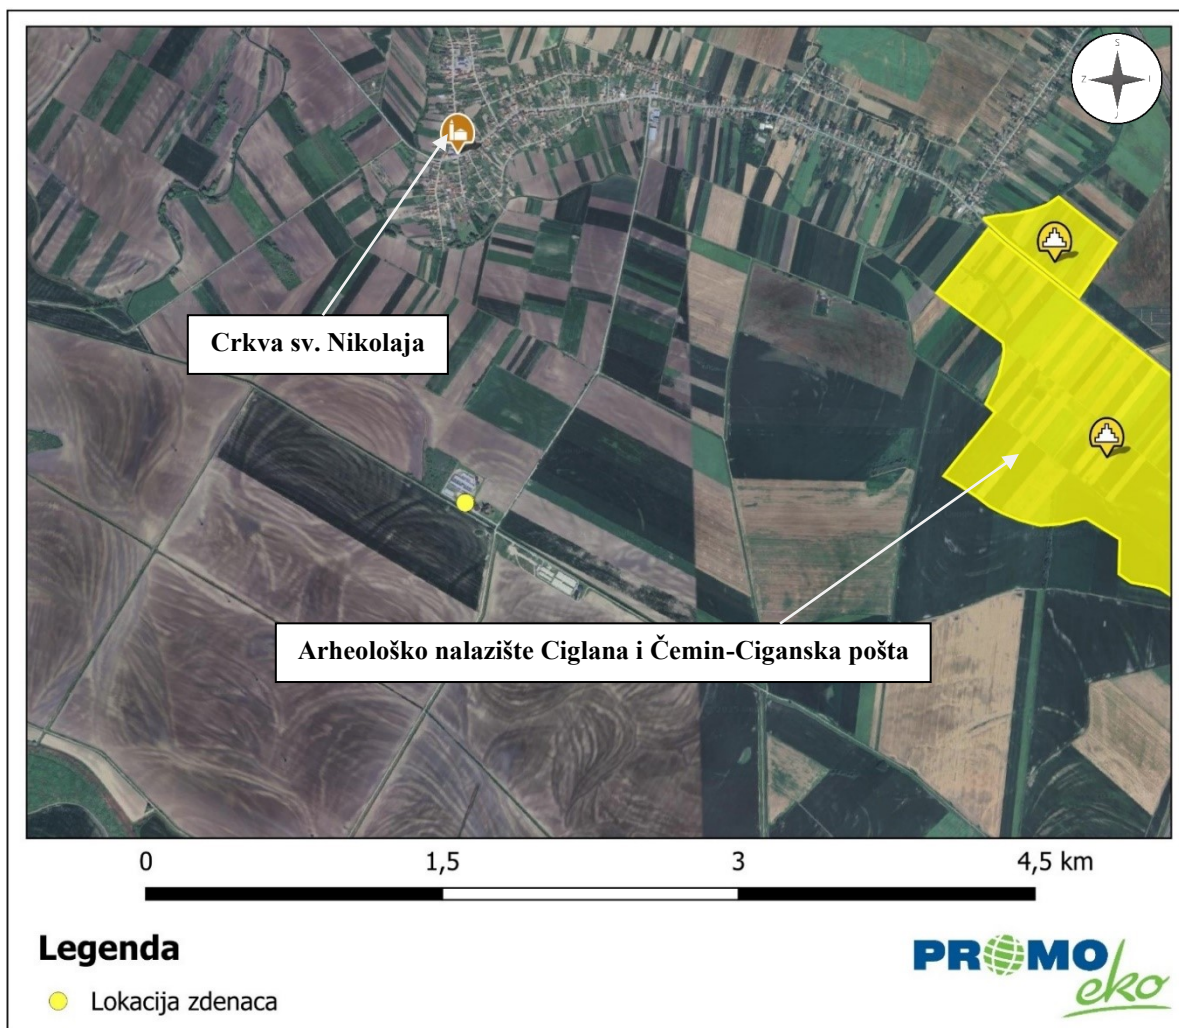 S
Z I
J
Crkva sv. Nikolaja
Arheološko nalazište Ciglana i Čemin-Ciganska pošta
0 1,5 3 4,5 km
Legenda
Lokacija zdenaca
PROMO
eko